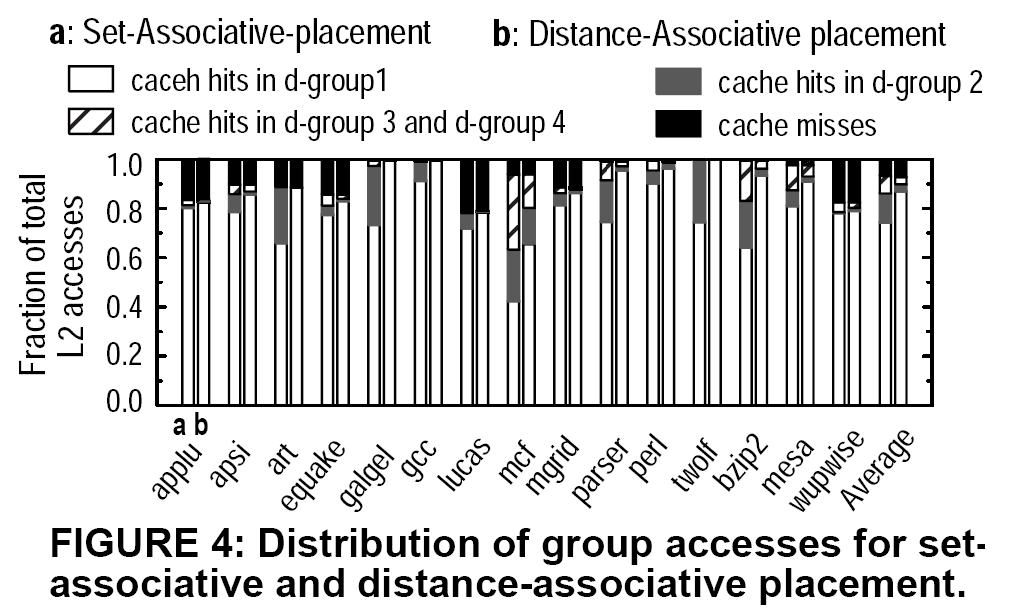 a: Set-Associative-placement b: Distance-Associative placement
caceh hits in d-group1 cache hits in d-group 2
cache hits in d-group 3 and d-group 4 cache misses
Fraction of total
L2 accesses
1.0
0.8
0.6
0.4
0.2
0.0
a b
applu apsi art equake galgel gcc lucas mcf mgrid parser perl twolf bzip2 mesa wupwise Average
FIGURE 4: Distribution of group accesses for set-
associative and distance-associative placement.